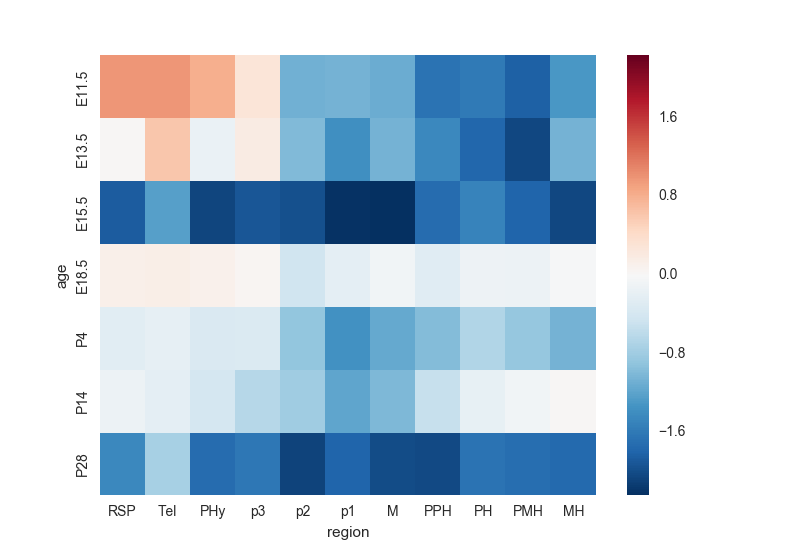 E11.5
E13.5
E15.5
E18.5
P4
P14
P28
age
RSP Tel PHy p3 p2 p1 M PPH PH PMH MH
region
1.6
0.8
0.0
−0.8
−1.6